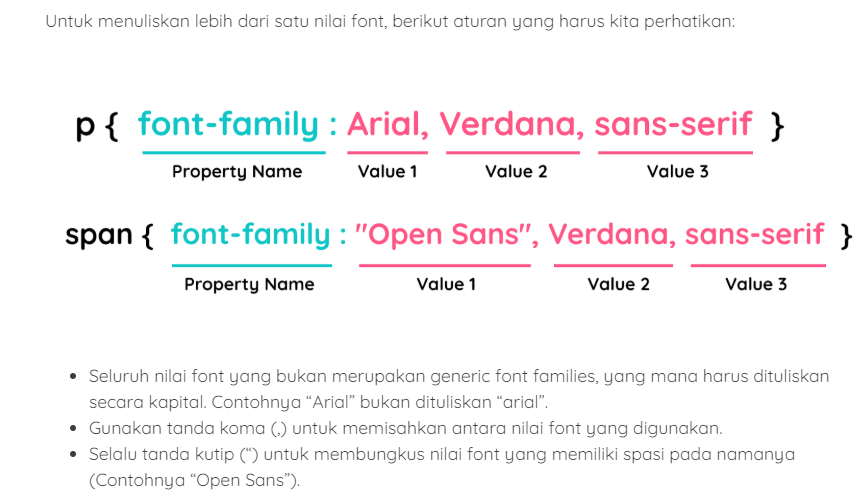 Untuk menuliskan lebih dari satu nilai font, berikut aturan yang harus kita perhatikan:
p { font-family : Arial, Verdana, sans-serif }
Property Name Value 1 Value 2 Value 3
span { font-family : "Open Sans", Verdana, sans-serif }
Property Name Value 1 Value 2 Value 3
• Seluruh nilai font yang bukan merupakan generic font families, yang mana harus dituliskan
secara kapital. Contohnya “Arial” bukan dituliskan “arial”.
• Gunakan tanda koma (,) untuk memisahkan antara nilai font yang digunakan.
• Selalu tanda kutip (“) untuk membungkus nilai font yang memiliki spasi pada namanya
(Contohnya “Open Sans”).